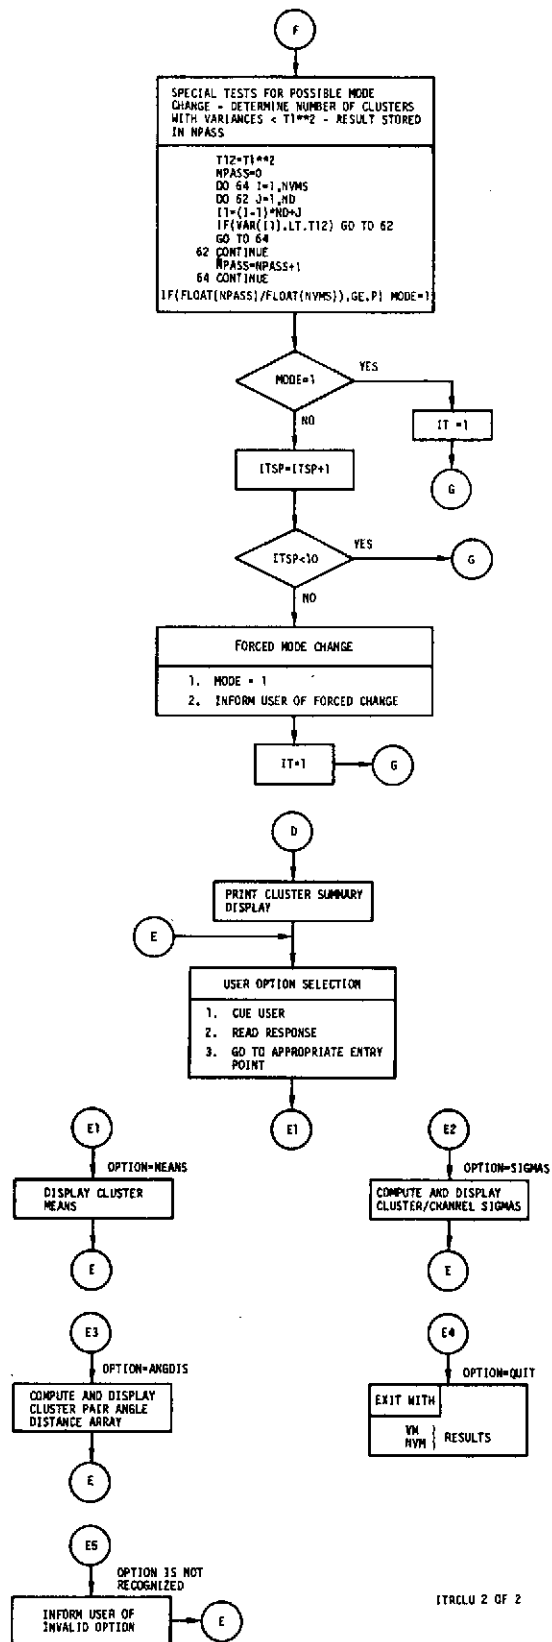 F
SPECIAL TESTS FOR POSSIBLE MODE
CHANGE - DETERMINE NUMBER OF CLUSTERS
WITH VARIANCES < T1**2 - RESULT STORED
IN NPASS
T12=T1**2
NPASS=0
DO 64 I=1,NVMS
DO 62 J=1,ND
I1=(I-1)*ND+J
IF(VAR(I1).LT.T12) GO TO 62
GO TO 64
62 CONTINUE
NPASS=NPASS+1
64 CONTINUE
IF(FLOAT(NPASS)/FLOAT(NVMS)).GE.P) MODE=1
MODE=1
YES
NO
IT =1
G
ITSP=ITSP+1
ITSP<10
YES
G
NO
FORCED MODE CHANGE
1. MODE = 1
2. INFORM USER OF FORCED CHANGE
IT=1
G
D
PRINT CLUSTER SUMMARY
DISPLAY
E
USER OPTION SELECTION
1. CUE USER
2. READ RESPONSE
3. GO TO APPROPRIATE ENTRY
POINT
E1
E1
OPTION=MEANS
DISPLAY CLUSTER
MEANS
E
E2
OPTION=SIGMAS
COMPUTE AND DISPLAY
CLUSTER/CHANNEL SIGMAS
E
E3
OPTION=ANGDIS
COMPUTE AND DISPLAY
CLUSTER PAIR ANGLE
DISTANCE ARRAY
E
E4
OPTION=QUIT
EXIT WITH
VM
NVM } RESULTS
E5
OPTION IS NOT
RECOGNIZED
INFORM USER OF
INVALID OPTION
E
ITRCLU 2 OF 2